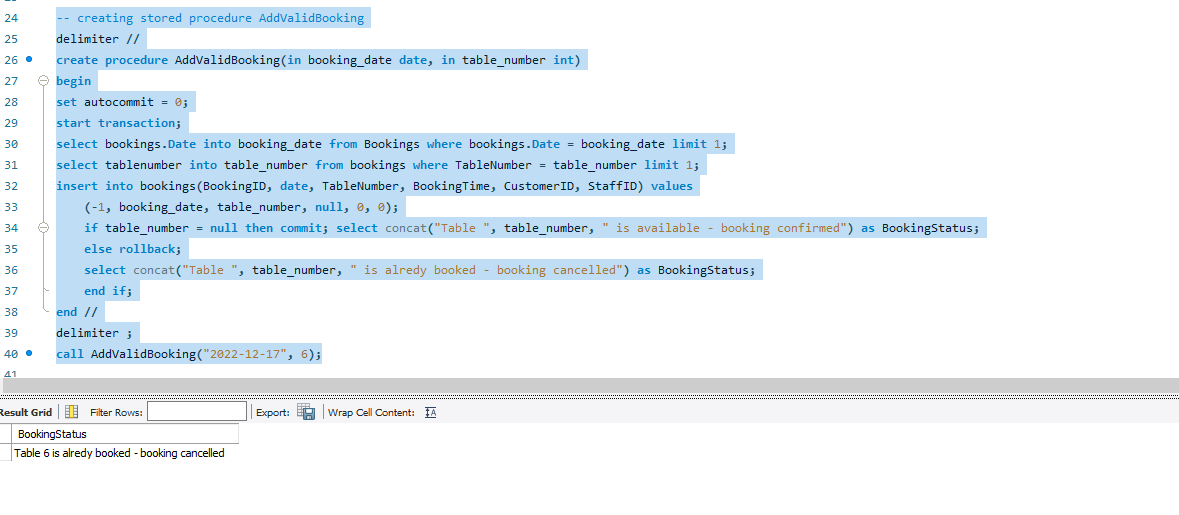 24 -- creating stored procedure AddValidBooking
25 delimiter //
26 create procedure AddValidBooking(in booking_date date, in table_number int)
27 begin
28 set autocommit = 0;
29 start transaction;
30 select bookings.Date into booking_date from Bookings where bookings.Date = booking_date limit 1;
31 select tablenumber into table_number from bookings where TableNumber = table_number limit 1;
32 insert into bookings(BookingID, date, TableNumber, BookingTime, CustomerID, StaffID) values
33 (-1, booking_date, table_number, null, 0, 0);
34 if table_number = null then commit; select concat("Table ", table_number, " is available - booking confirmed") as BookingStatus;
35 else rollback;
36 select concat("Table ", table_number, " is alredy booked - booking cancelled") as BookingStatus;
37 end if;
38 end //
39 delimiter ;
40 call AddValidBooking("2022-12-17", 6);
41
Result Grid Filter Rows: Export: Wrap Cell Content: IA
BookingStatus
Table 6 is alredy booked - booking cancelled